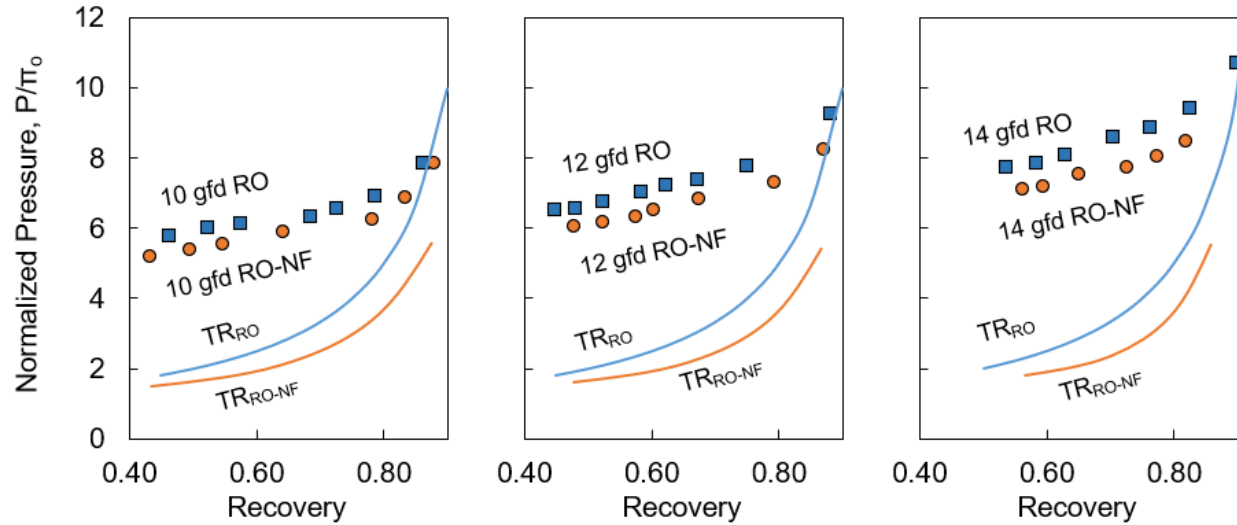 Normalized Pressure, P/πo
12
10
8
6
4
2
0
10 gfd RO
10 gfd RO-NF
TRRO
TRRO-NF
0.40 0.60 0.80
Recovery
12 gfd RO
12 gfd RO-NF
TRRO
TRRO-NF
0.40 0.60 0.80
Recovery
14 gfd RO
14 gfd RO-NF
TRRO
TRRO-NF
0.40 0.60 0.80
Recovery